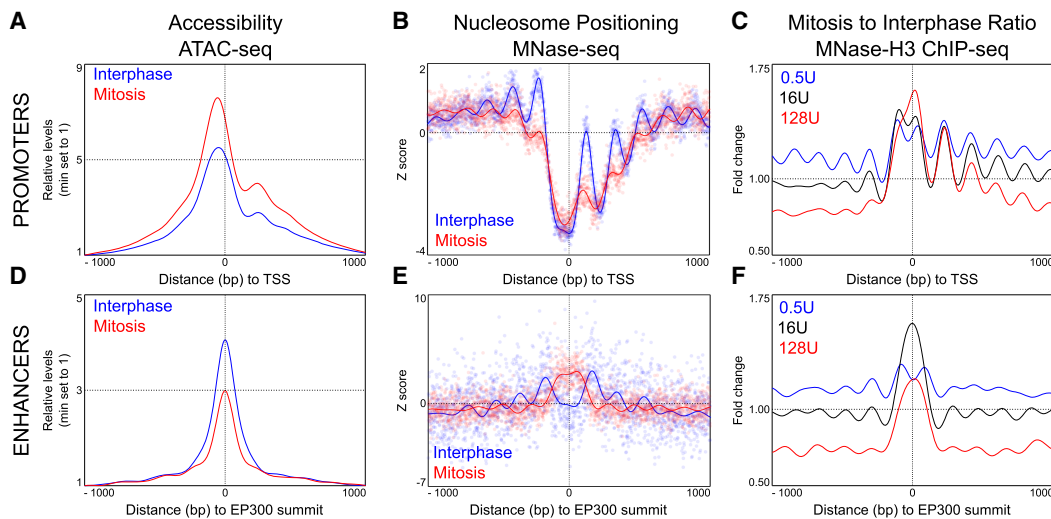 A
Accessibility
ATAC-seq
B
Nucleosome Positioning
MNase-seq
C
Mitosis to Interphase Ratio
MNase-H3 ChIP-seq
PROMOTERS
Relative levels
(min set to 1)
9
5
1
Interphase
Mitosis
- 1000
0
1000
Distance (bp) to TSS
Z score
2
0
-4
Interphase
Mitosis
- 1000
0
1000
Distance (bp) to TSS
Fold change
1.75
1.00
0.50
0.5U
16U
128U
- 1000
0
1000
Distance (bp) to TSS
D
ENHANCERS
Relative levels
(min set to 1)
5
3
1
Interphase
Mitosis
- 1000
0
1000
Distance (bp) to EP300 summit
E
Z score
10
0
-7
Interphase
Mitosis
- 1000
0
1000
Distance (bp) to EP300 summit
F
Fold change
1.75
1.00
0.50
0.5U
16U
128U
- 1000
0
1000
Distance (bp) to EP300 summit